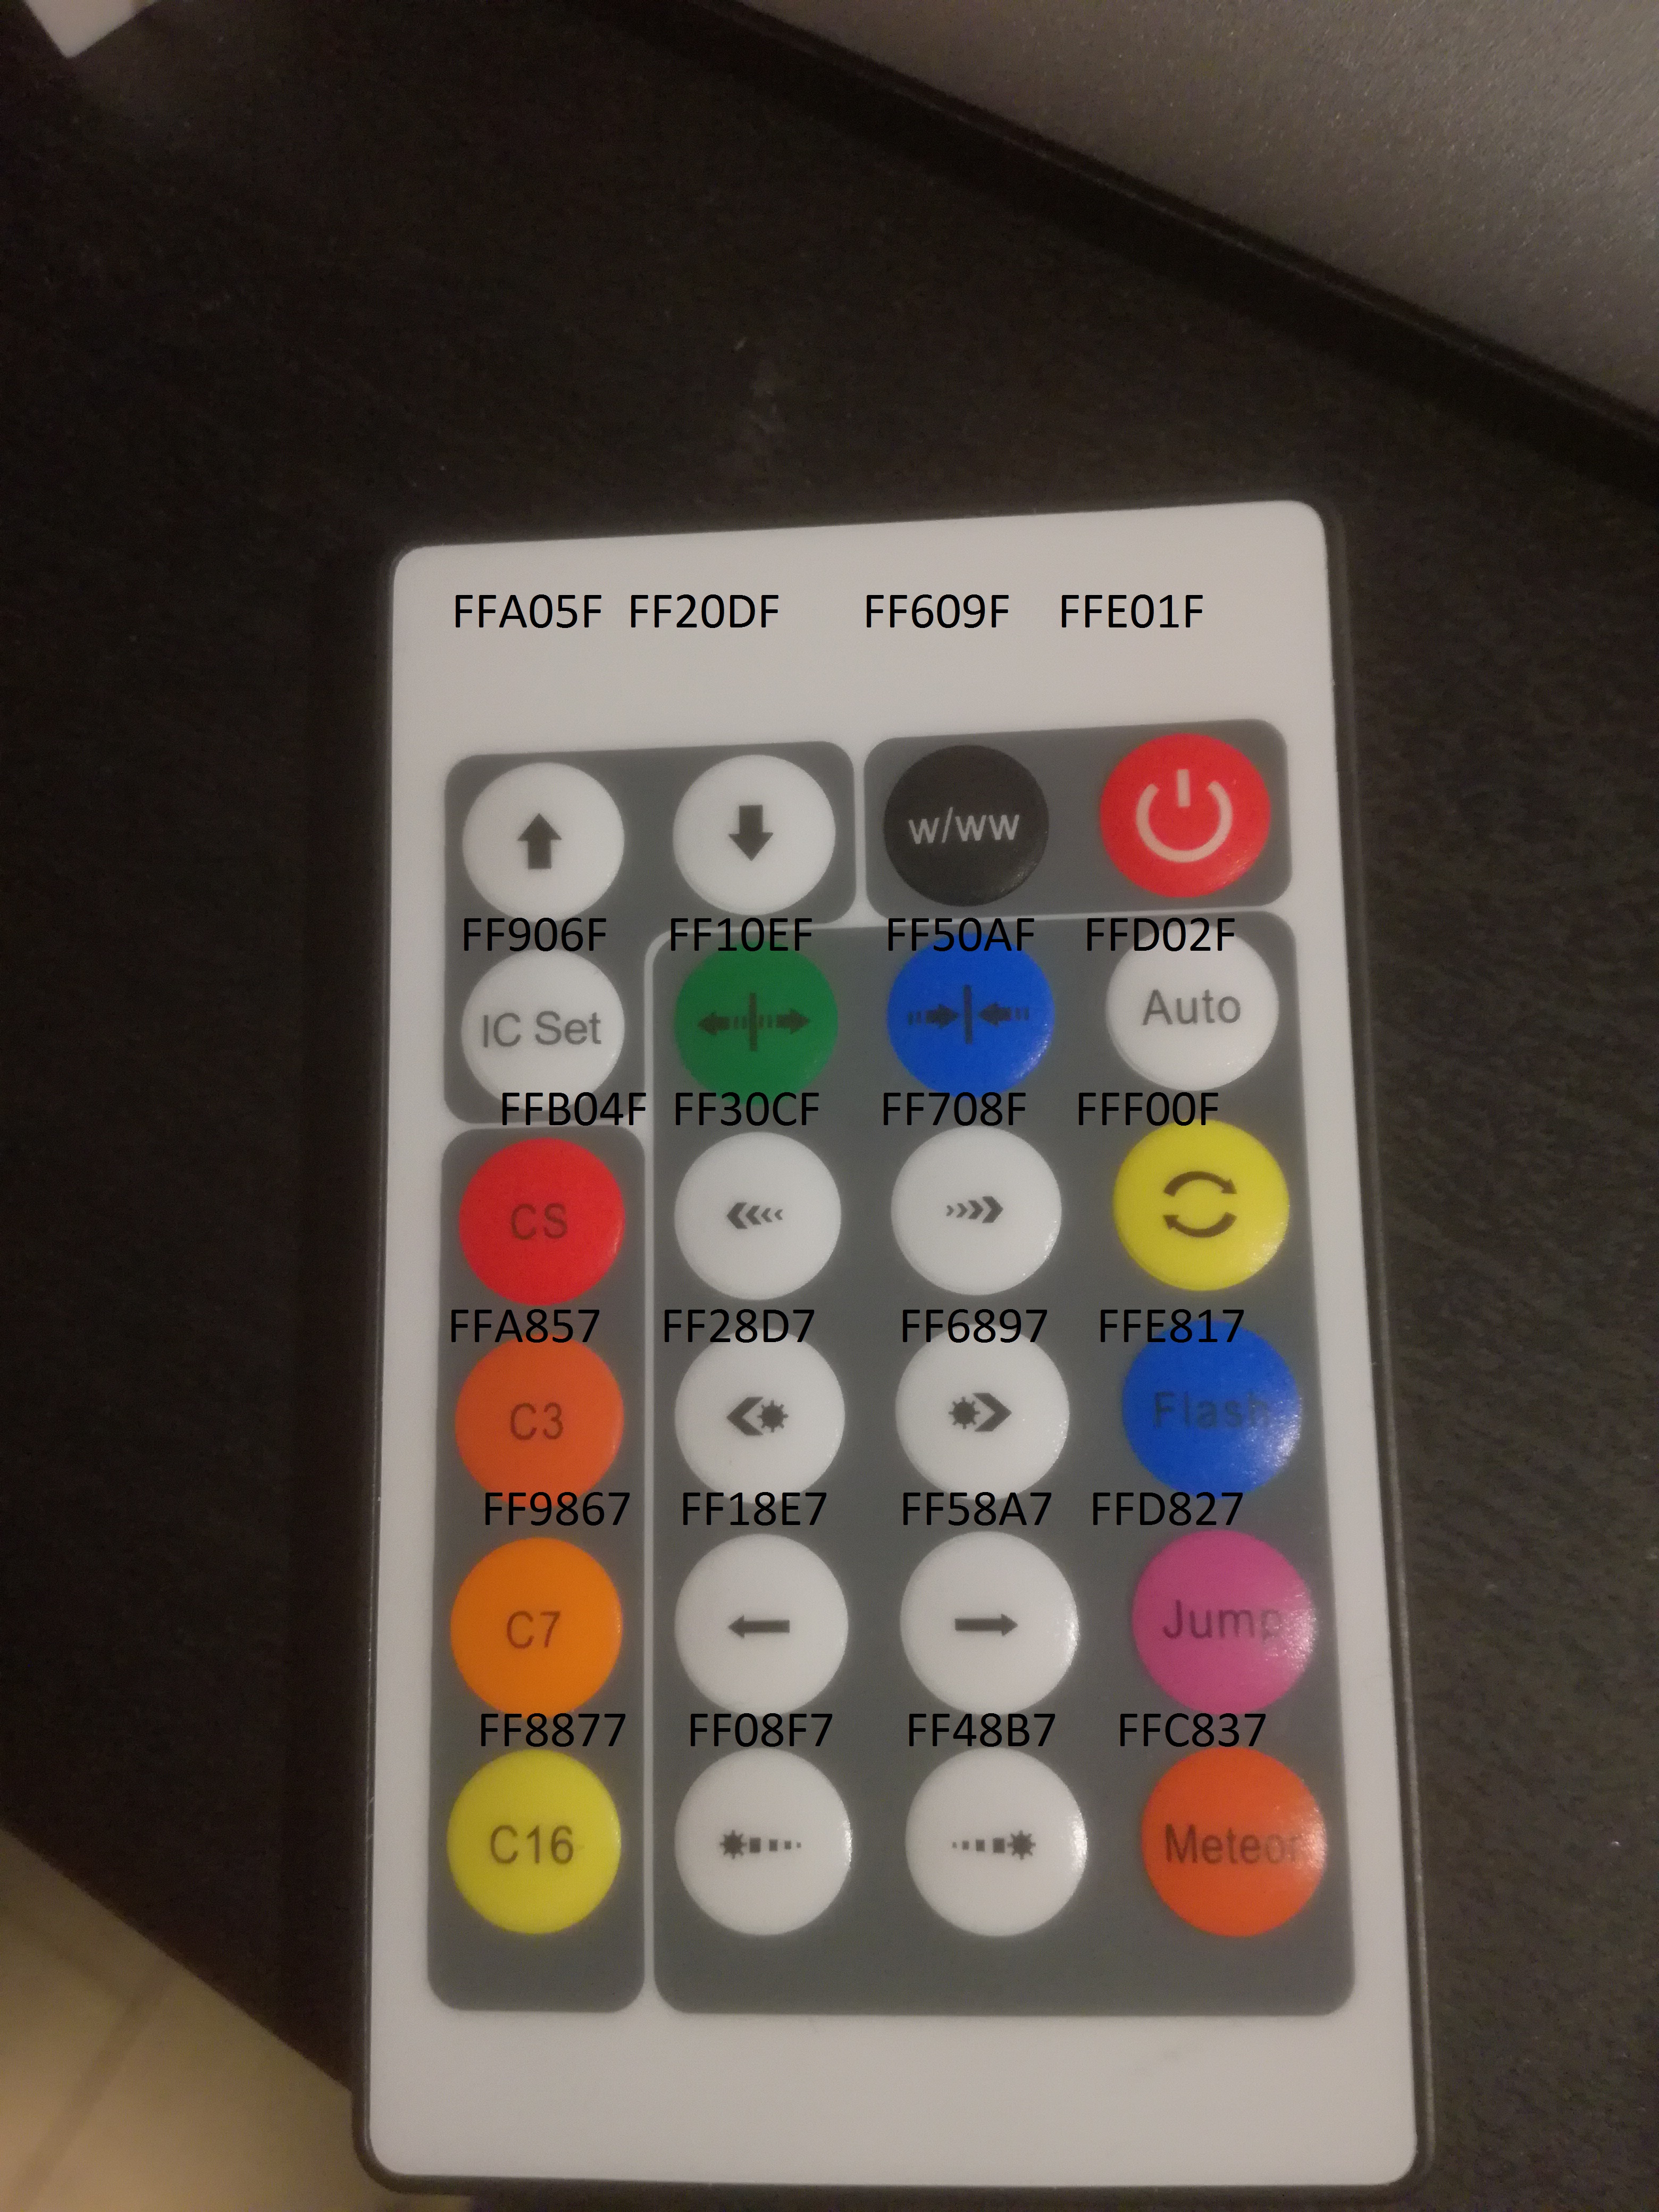 FFA05F FF20DF FF609F FFE01F
W/WW
FF906F FF10EF FF50AF FFD02F
IC Set Auto
FFB04F FF30CF FF708F FFF00F
CS
FFA857 FF28D7 FF6897 FFE817
C3 Flash
FF9867 FF18E7 FF58A7 FFD827
C7 Jump
FF8877 FF08F7 FF48B7 FFC837
C16 Meteor